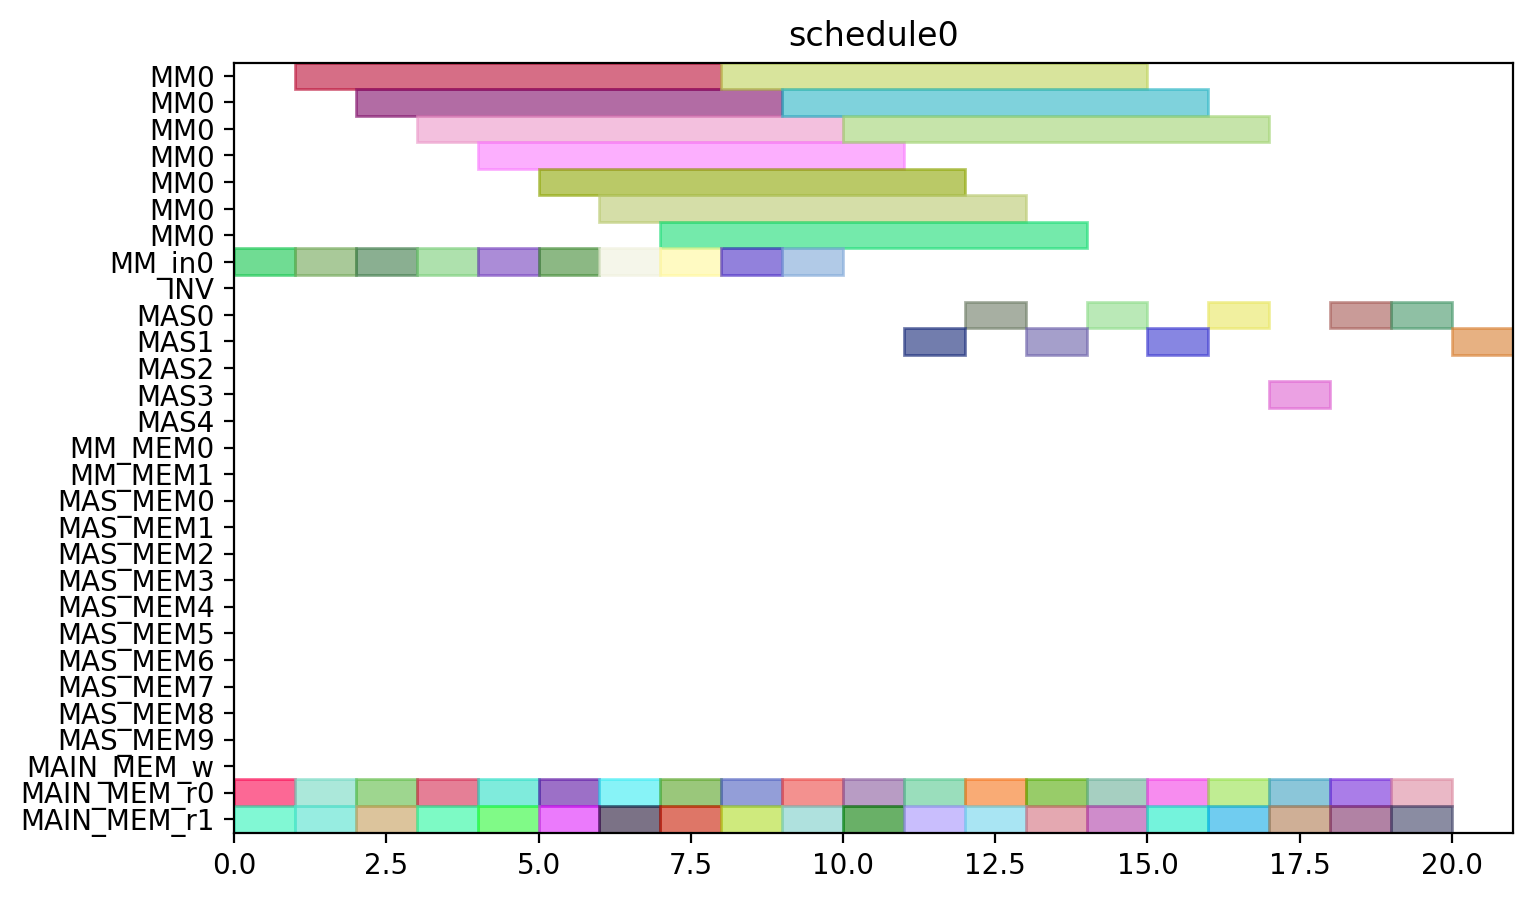 schedule0
MM0
MM0
MM0
MM0
MM0
MM0
MM0
MM_in0
INV
MAS0
MAS1
MAS2
MAS3
MAS4
MM_MEM0
MM_MEM1
MAS_MEM0
MAS_MEM1
MAS_MEM2
MAS_MEM3
MAS_MEM4
MAS_MEM5
MAS_MEM6
MAS_MEM7
MAS_MEM8
MAS_MEM9
MAIN_MEM_w
MAIN_MEM_r0
MAIN_MEM_r1
0.0 2.5 5.0 7.5 10.0 12.5 15.0 17.5 20.0